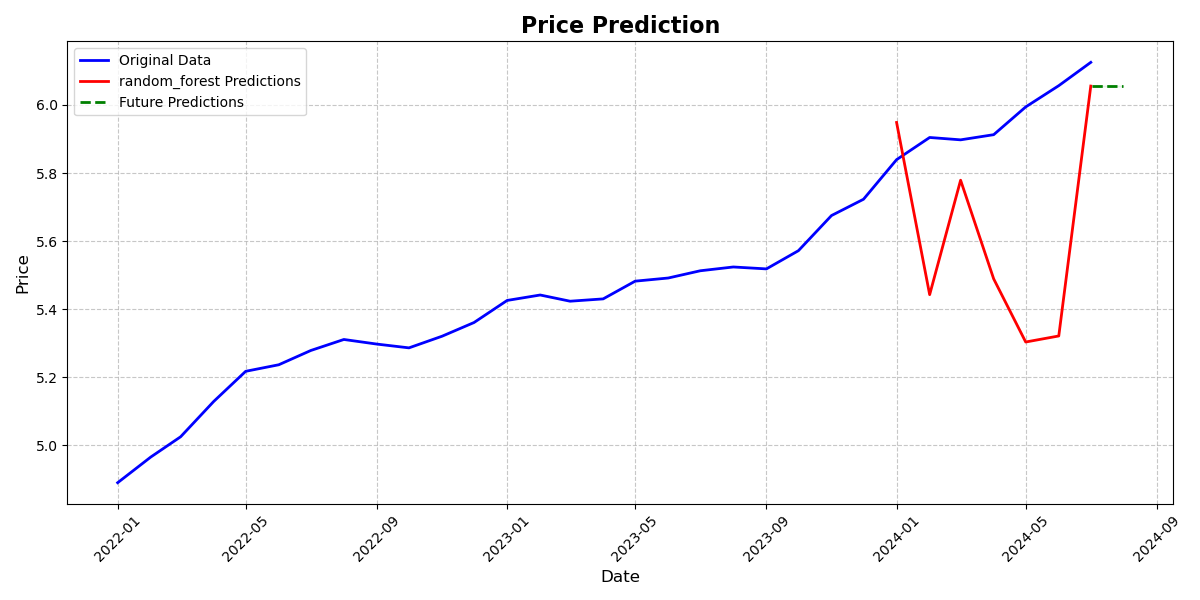 Price Prediction
Original Data
random_forest Predictions
Future Predictions
Price
6.0
5.8
5.6
5.4
5.2
5.0
2022-01
2022-05
2022-09
2023-01
2023-05
2023-09
2024-01
2024-05
2024-09
Date